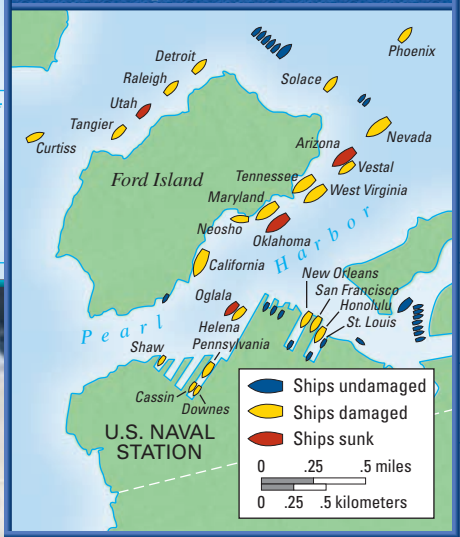 Detroit
Phoenix
Raleigh
Solace
Utah
Tangier
Nevada
Curtiss
Arizona
Vestal
Ford Island
Tennessee
West Virginia
Maryland
Neosho
Oklahoma
Harbor
California
New Orleans
San Francisco
Oglala
Honolulu
St. Louis
Pearl
Helena
Shaw
Pennsylvania
Cassin
Downes
U.S. NAVAL
STATION
Ships undamaged
Ships damaged
Ships sunk
0 .25 .5 miles
0 .25 .5 kilometers